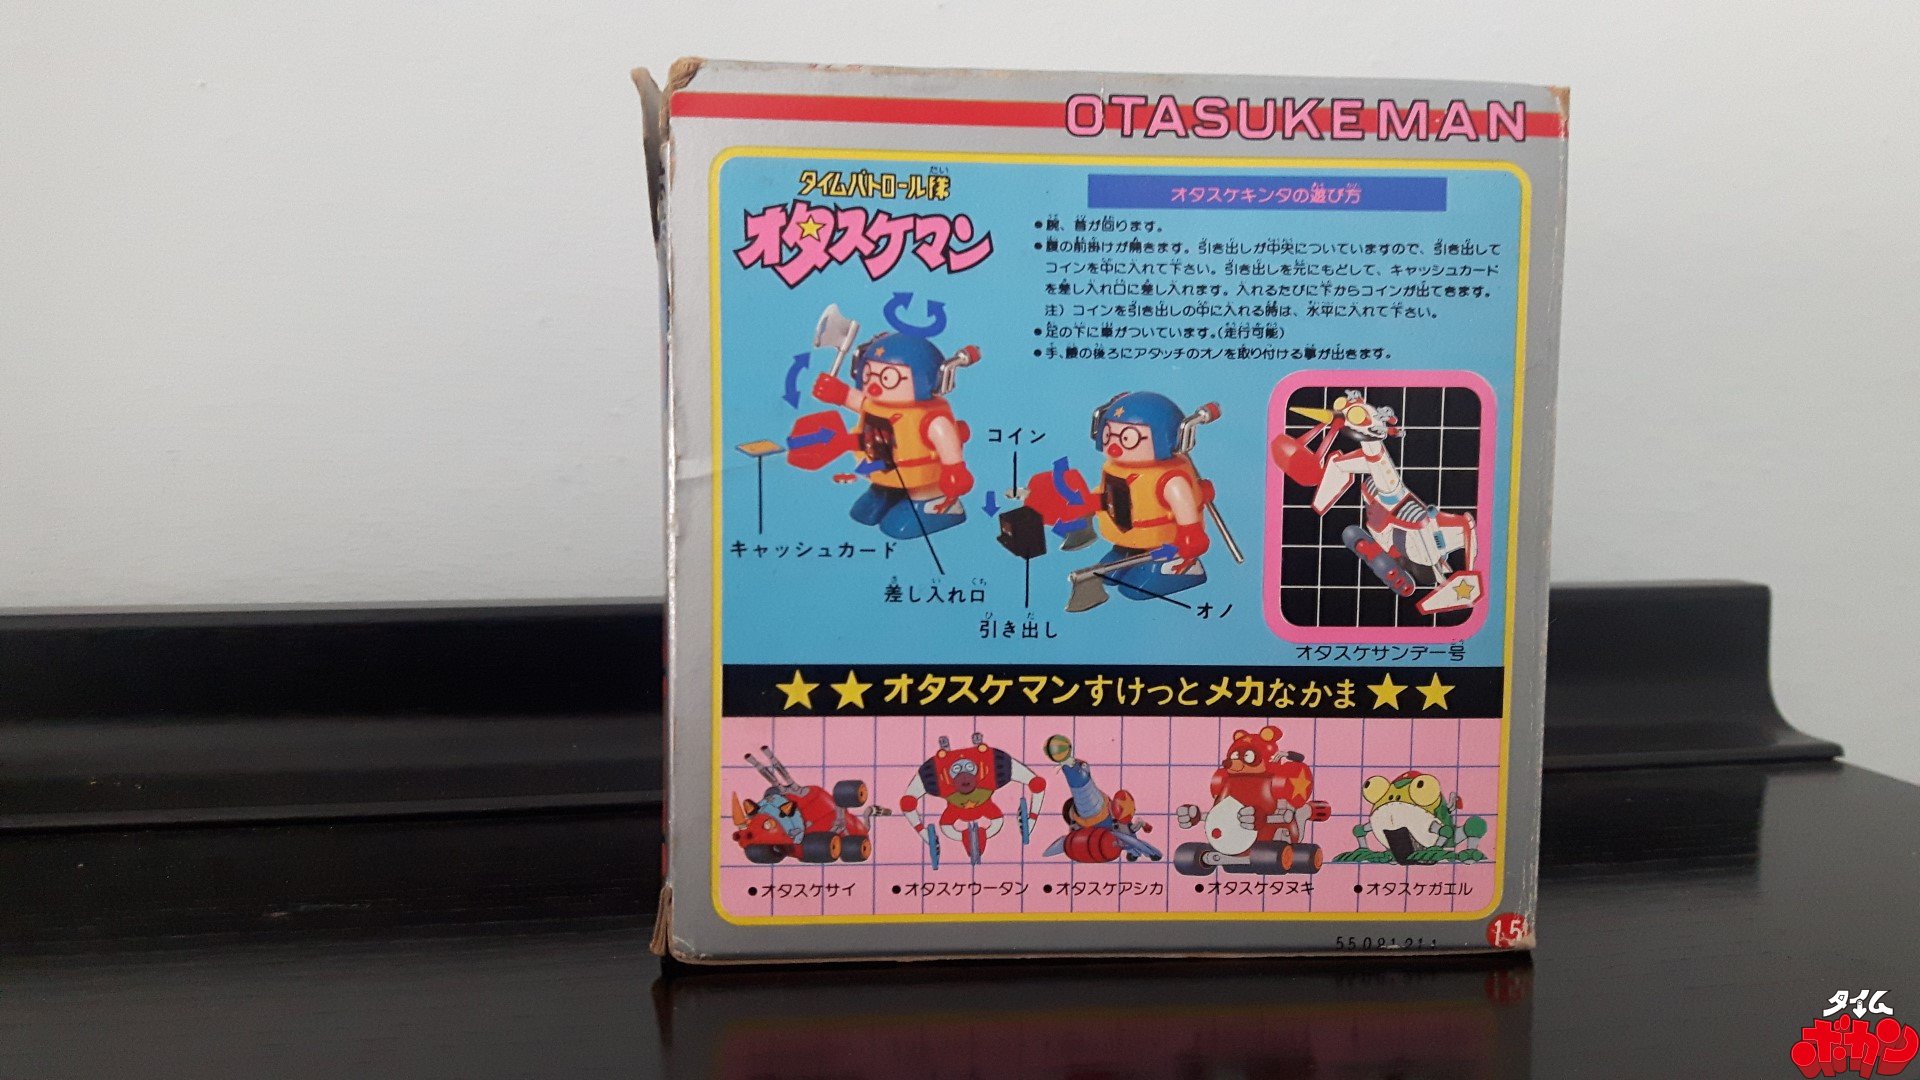 OTASUKEMAN
タイムパトロール隊
オタスケマン
オタスケキンタの遊び方
●腕、首が回ります。
●腹の前掛けが開きます。引き出しが中央についていますので、引き出して
コインを中に入れて下さい。引き出しを元にもどして、キャッシュカード
を差し入れ口に差し入れます。入れるたびに下からコインが出てきます。
注）コインを引き出しの中に入れる時は、水平に入れて下さい。
●足の下に車がついています。(走行可能)
●手、腰の後ろにアタッチのオノを取り付ける事が出きます。
コイン
キャッシュカード
差し入れ口
引き出し
オノ
オタスケサンデー号
★★オタスケマンすけっとメカなかま★★
●オタスケサイ
●オタスケウータン
●オタスケアシカ
●オタスケタヌキ
●オタスケガエル
15
タイム
ボカン